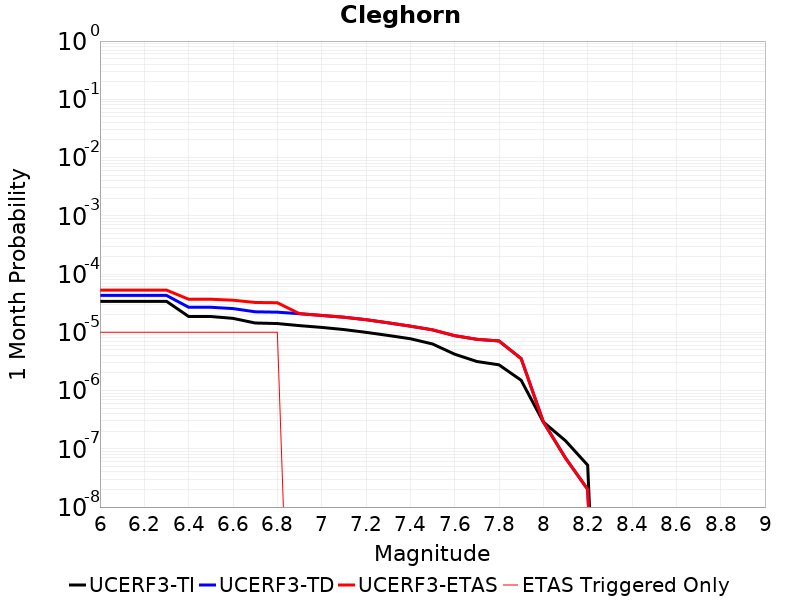 Cleghorn
10^0
10^-1
10^-2
10^-3
10^-4
10^-5
10^-6
10^-7
10^-8
1 Month Probability
6 6.2 6.4 6.6 6.8 7 7.2 7.4 7.6 7.8 8 8.2 8.4 8.6 8.8 9
Magnitude
UCERF3-TI UCERF3-TD UCERF3-ETAS ETAS Triggered Only